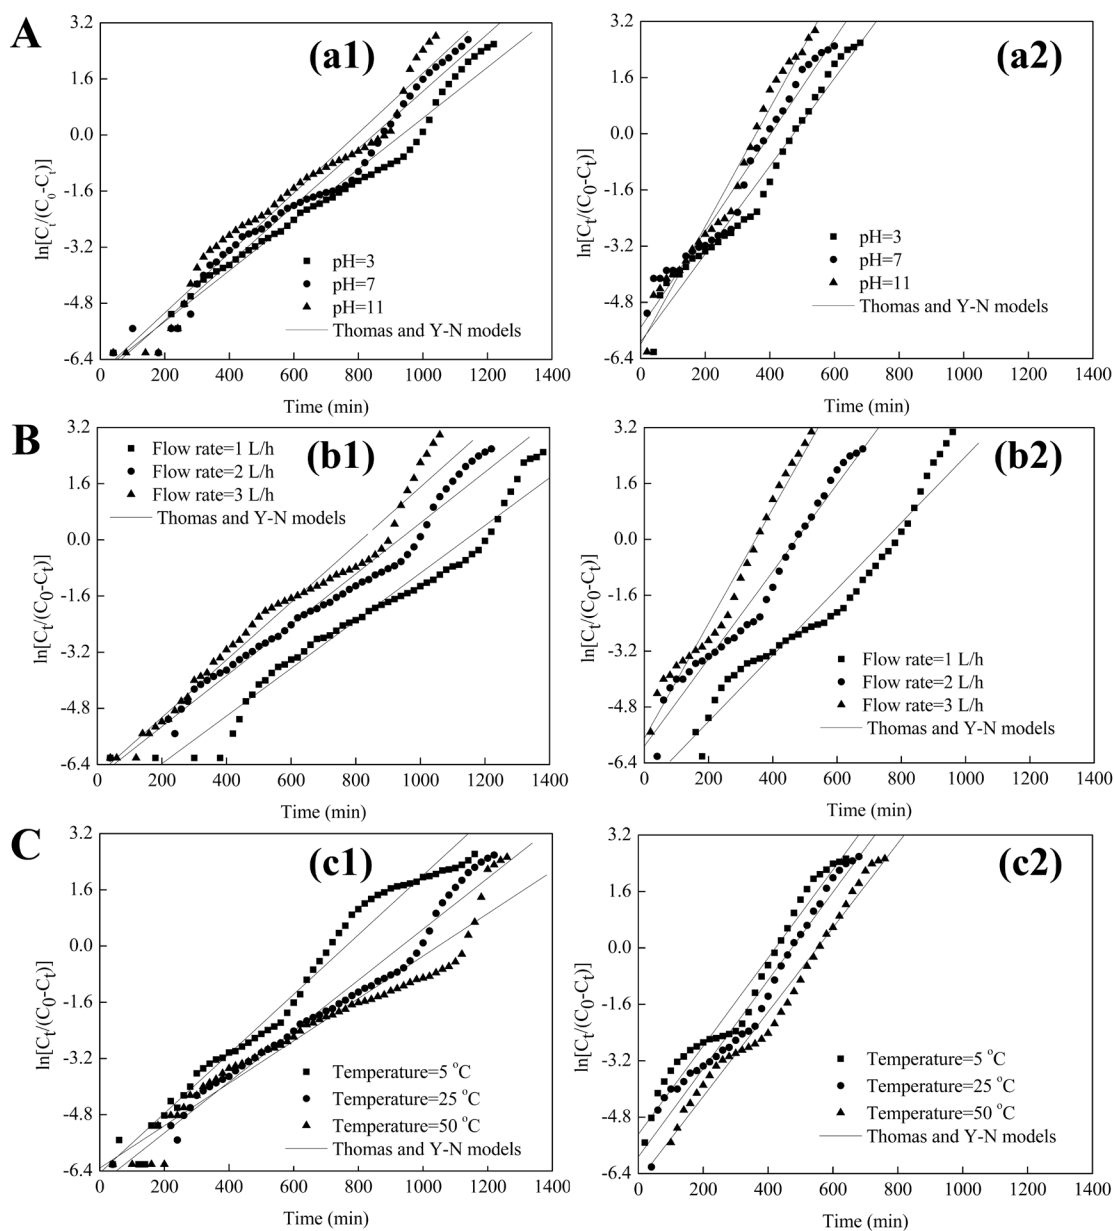 A
(a1)
ln[Cₜ/(C₀-Cₜ)]
3.2
1.6
0.0
-1.6
-3.2
-4.8
-6.4
pH=3
pH=7
pH=11
Thomas and Y-N models
0 200 400 600 800 1000 1200 1400
Time (min)
(a2)
ln[Cₜ/(C₀-Cₜ)]
3.2
1.6
0.0
-1.6
-3.2
-4.8
-6.4
pH=3
pH=7
pH=11
Thomas and Y-N models
0 200 400 600 800 1000 1200 1400
Time (min)
B
(b1)
ln[Cₜ/(C₀-Cₜ)]
3.2
1.6
0.0
-1.6
-3.2
-4.8
-6.4
Flow rate=1 L/h
Flow rate=2 L/h
Flow rate=3 L/h
Thomas and Y-N models
0 200 400 600 800 1000 1200 1400
Time (min)
(b2)
ln[Cₜ/(C₀-Cₜ)]
3.2
1.6
0.0
-1.6
-3.2
-4.8
-6.4
Flow rate=1 L/h
Flow rate=2 L/h
Flow rate=3 L/h
Thomas and Y-N models
0 200 400 600 800 1000 1200 1400
Time (min)
C
(c1)
ln[Cₜ/(C₀-Cₜ)]
3.2
1.6
0.0
-1.6
-3.2
-4.8
-6.4
Temperature=5 °C
Temperature=25 °C
Temperature=50 °C
Thomas and Y-N models
0 200 400 600 800 1000 1200 1400
Time (min)
(c2)
ln[Cₜ/(C₀-Cₜ)]
3.2
1.6
0.0
-1.6
-3.2
-4.8
-6.4
Temperature=5 °C
Temperature=25 °C
Temperature=50 °C
Thomas and Y-N models
0 200 400 600 800 1000 1200 1400
Time (min)